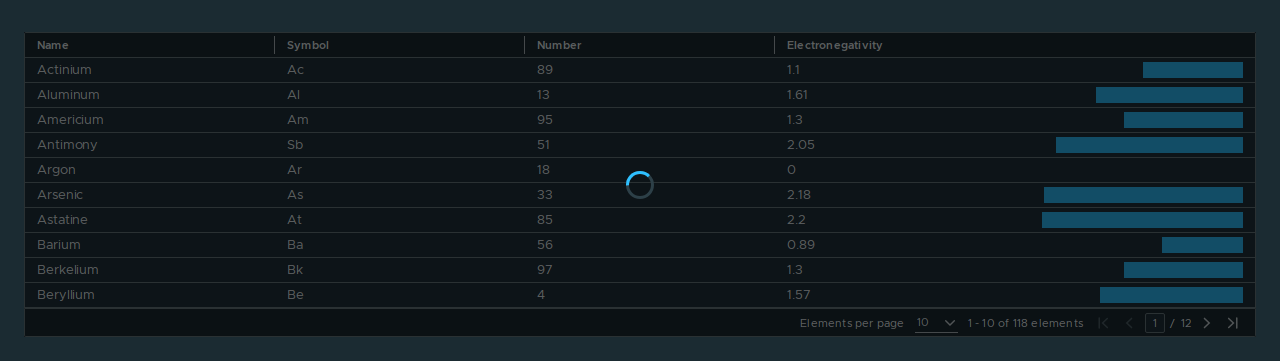 Name Symbol Number Electronegativity
Actinium Ac 89 1.1
Aluminum Al 13 1.61
Americium Am 95 1.3
Antimony Sb 51 2.05
Argon Ar 18 0
Arsenic As 33 2.18
Astatine At 85 2.2
Barium Ba 56 0.89
Berkelium Bk 97 1.3
Beryllium Be 4 1.57
Elements per page 10 1 - 10 of 118 elements 1 / 12